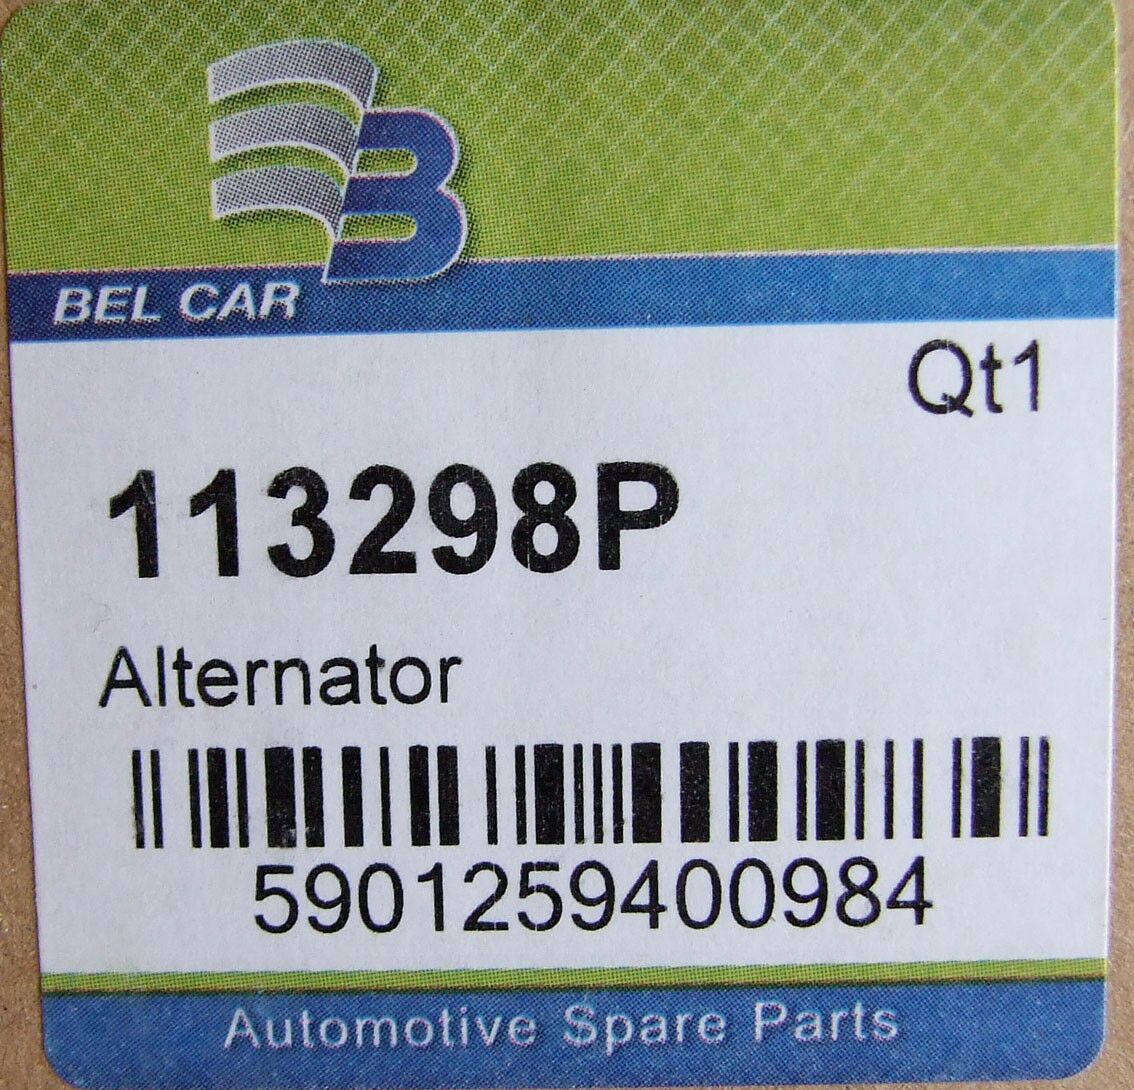 B
BEL CAR
Qt1
113298P
Alternator
5901259400984
Automotive Spare Parts